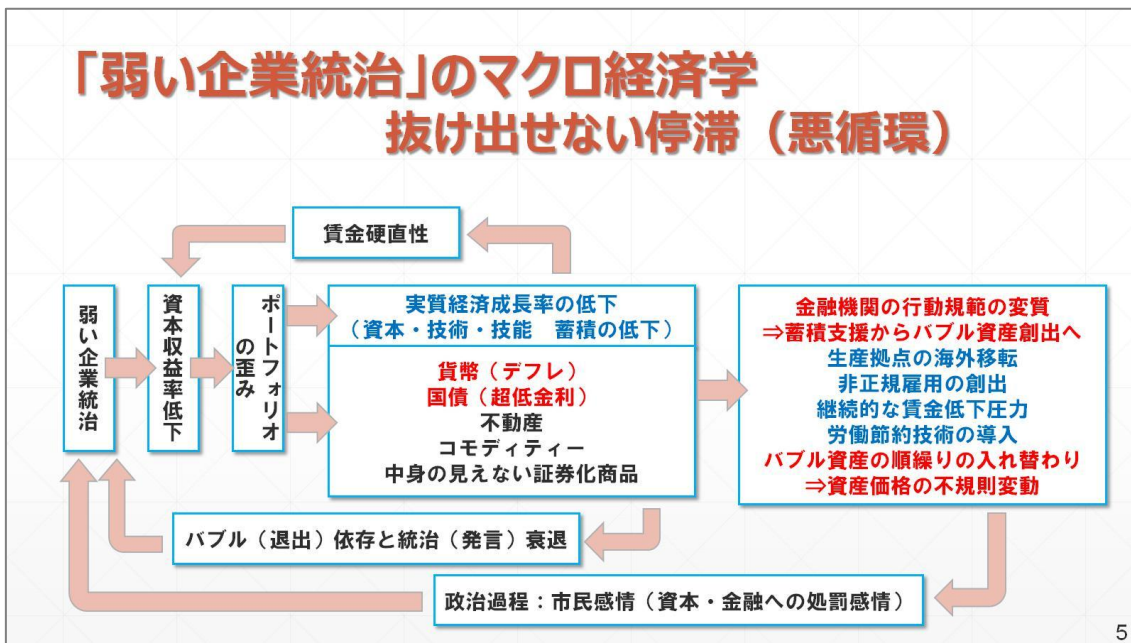 「弱い企業統治」のマクロ経済学
抜け出せない停滞（悪循環）
賃金硬直性
弱い企業統治
資本収益率低下
ポートフォリオ
の歪み
実質経済成長率の低下
（資本・技術・技能　蓄積の低下）
貨幣（デフレ）
国債（超低金利）
不動産
コモディティー
中身の見えない証券化商品
金融機関の行動規範の変質
⇒蓄積支援からバブル資産創出へ
生産拠点の海外移転
非正規雇用の創出
継続的な賃金低下圧力
労働節約技術の導入
バブル資産の順繰りの入れ替わり
⇒資産価格の不規則変動
バブル（退出）依存と統治（発言）衰退
政治過程：市民感情（資本・金融への処罰感情）
5